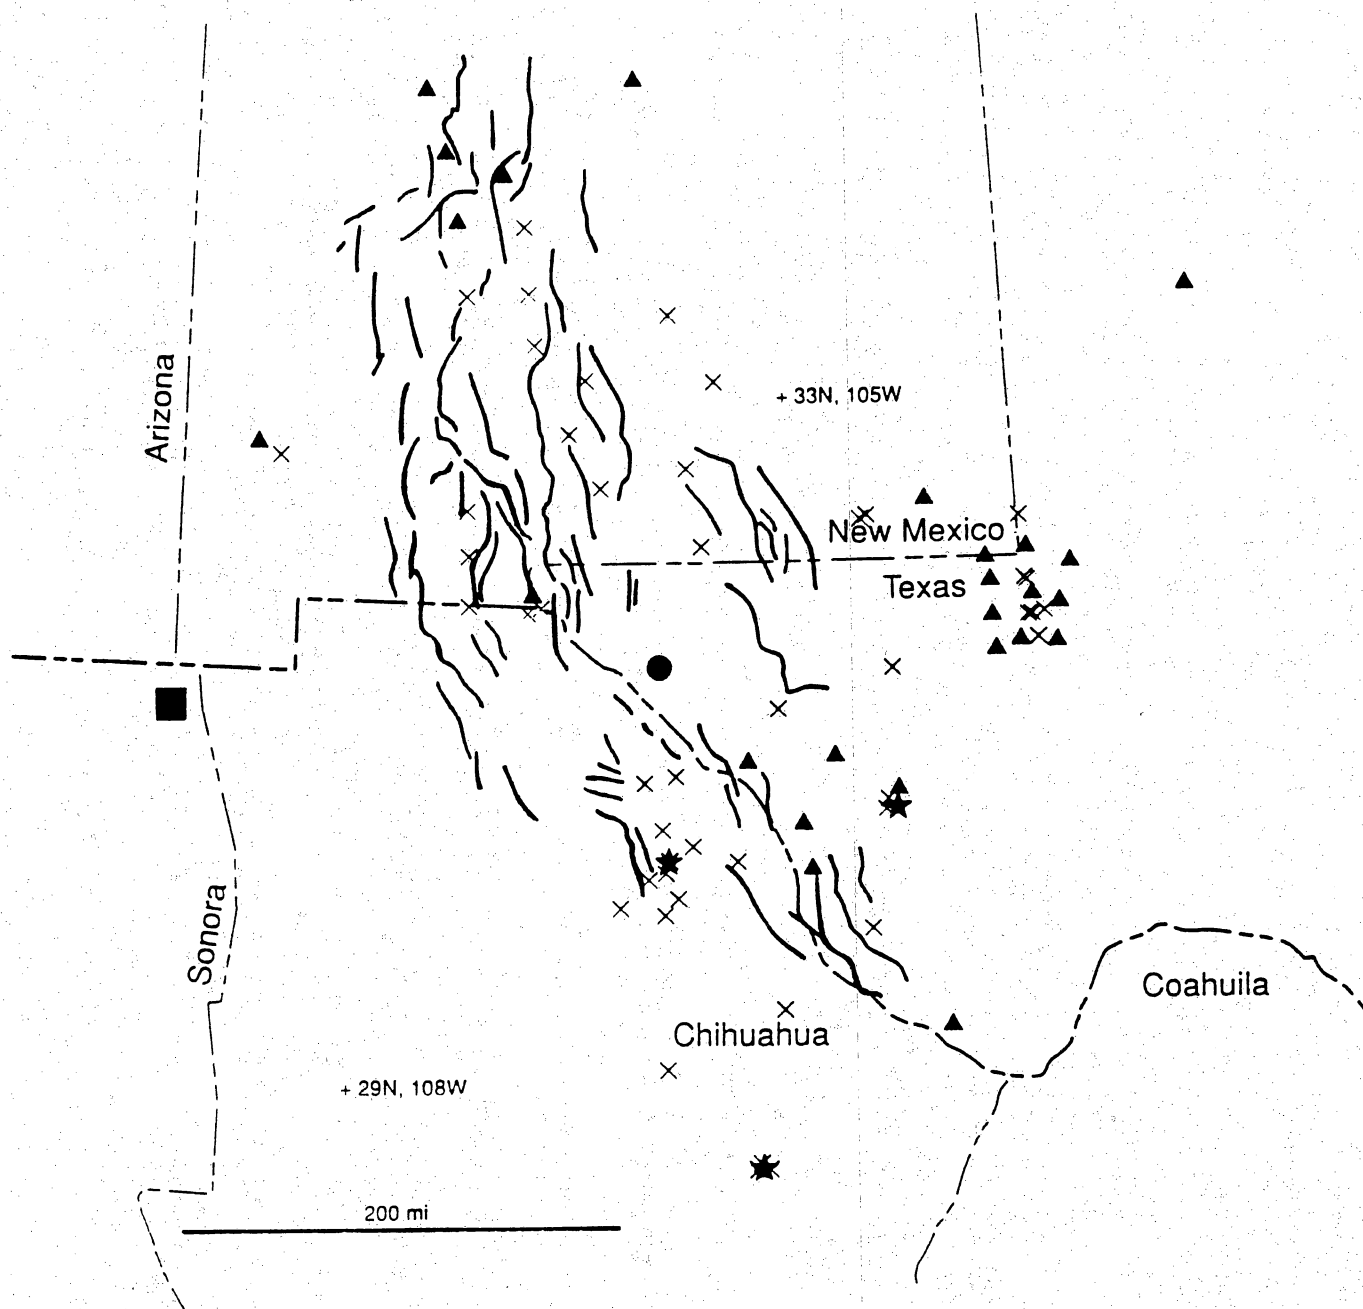 Arizona
+ 33N, 105W
New Mexico
Texas
Sonora
Coahuila
Chihuahua
+ 29N, 108W
200 mi